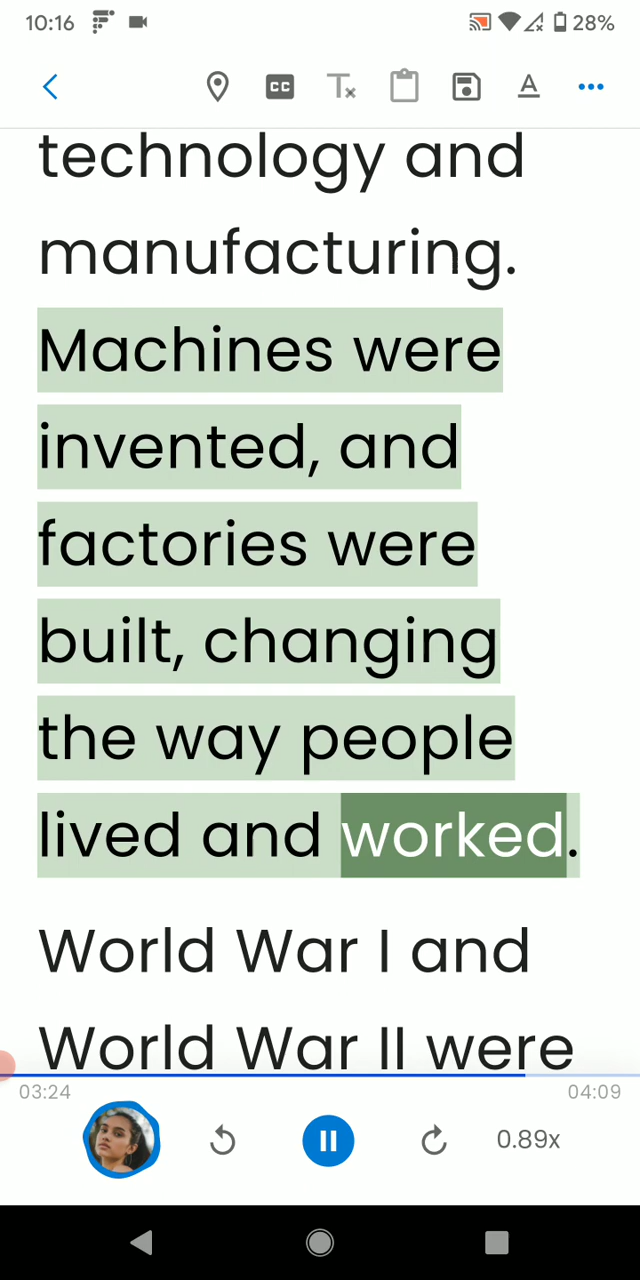 10:16
28%
CC
technology and
manufacturing.
Machines were
invented, and
factories were
built, changing
the way people
lived and worked.
World War I and
World War II were
03:24
04:09
0.89x